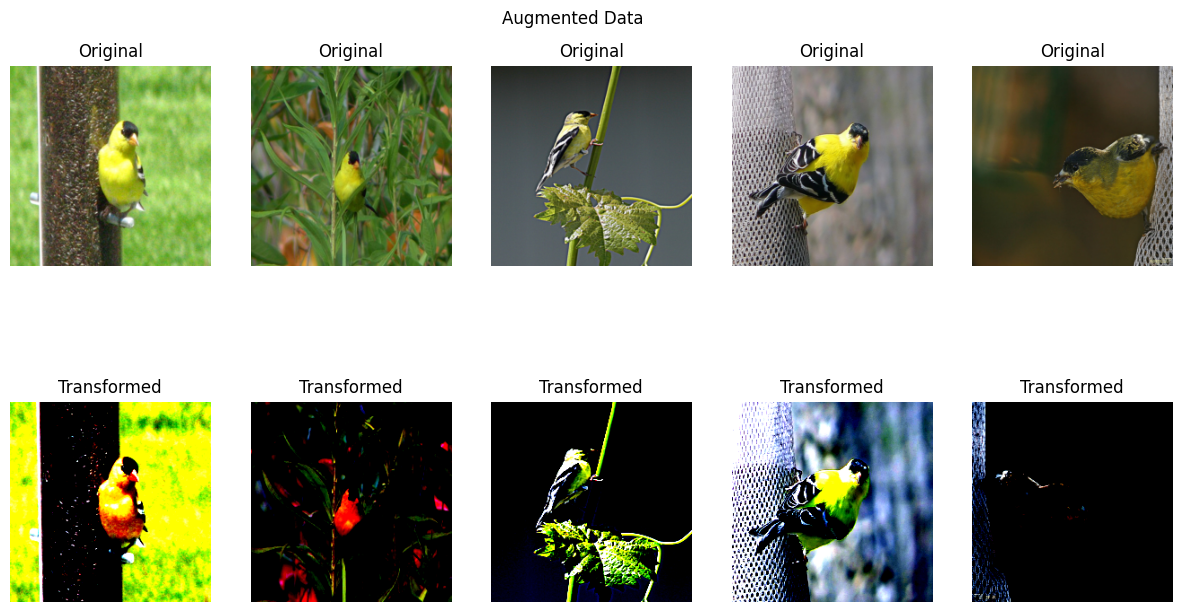 Augmented Data
Original Original Original Original Original
Transformed Transformed Transformed Transformed Transformed